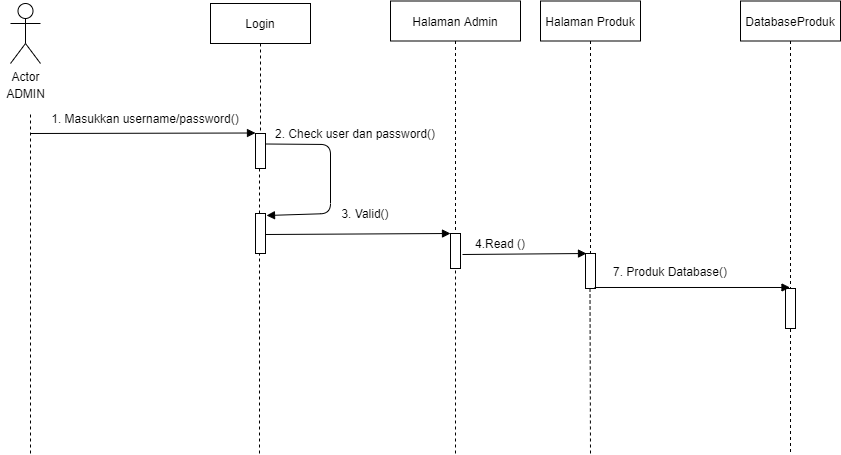 Login
Halaman Admin
Halaman Produk
DatabaseProduk
Actor
ADMIN
1. Masukkan username/password()
2. Check user dan password()
3. Valid()
4.Read ()
7. Produk Database()